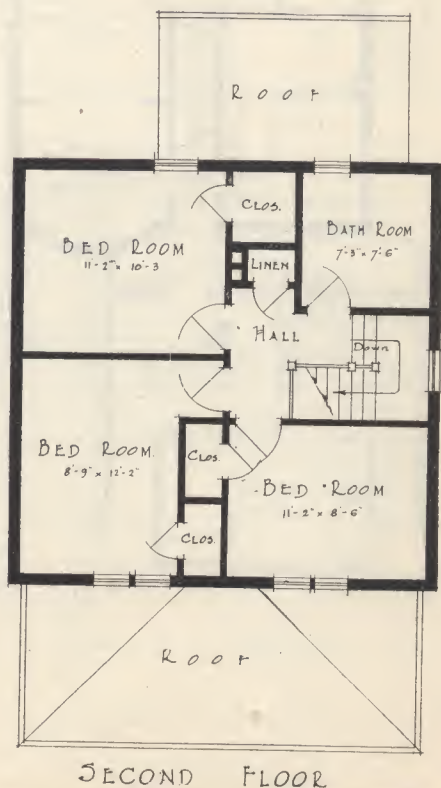 ROOF
CLOS.
BED ROOM
11'-2" x 10'-3
BATH ROOM
7'-3" x 7'-6"
LINEN
HALL
Down
BED ROOM
8'-9" x 12'-2"
CLOS.
BED ROOM
11'-2" x 8'-6"
CLOS.
ROOF
SECOND FLOOR